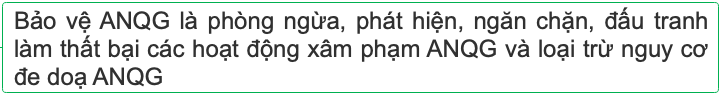 Bảo vệ ANQG là phòng ngừa, phát hiện, ngăn chặn, đấu tranh
làm thất bại các hoạt động xâm phạm ANQG và loại trừ nguy cơ
đe doạ ANQG